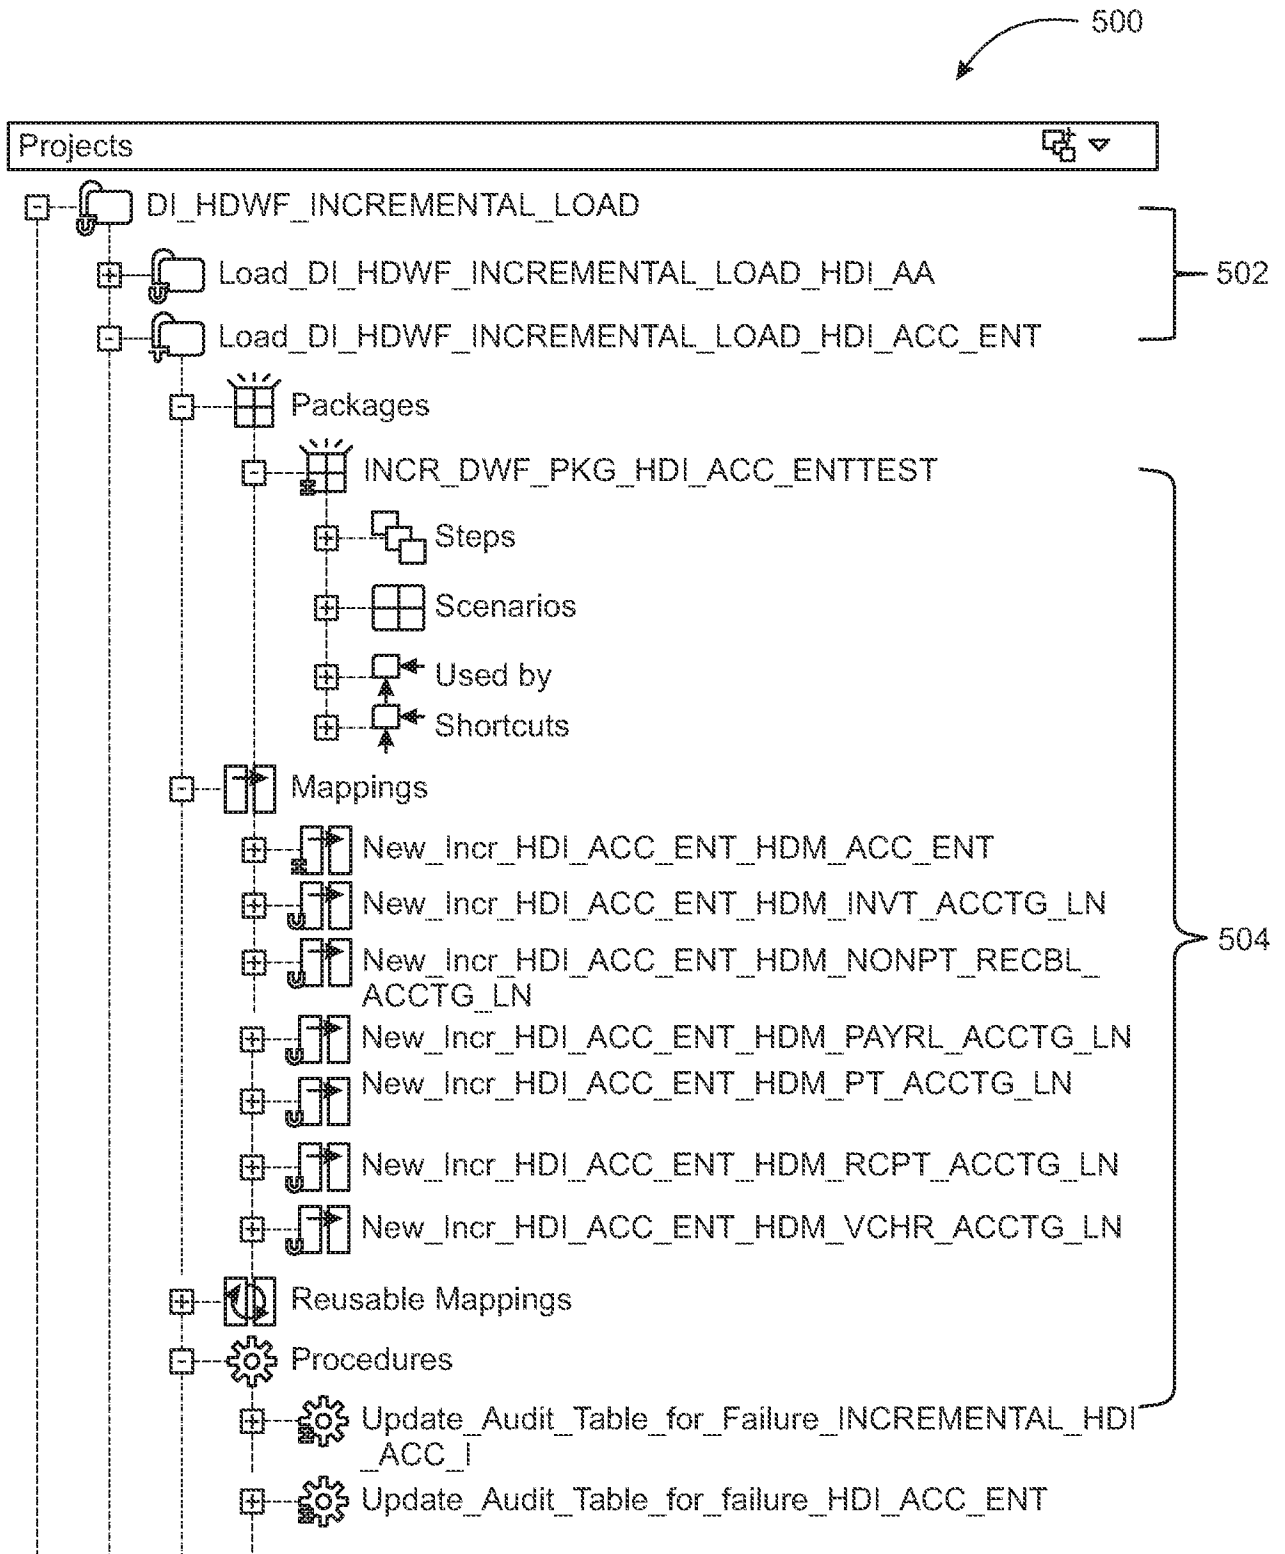 500
Projects
DI_HDWF_INCREMENTAL_LOAD
Load_DI_HDWF_INCREMENTAL_LOAD_HDI_AA
502
Load_DI_HDWF_INCREMENTAL_LOAD_HDI_ACC_ENT
Packages
INCR_DWF_PKG_HDI_ACC_ENTTEST
Steps
Scenarios
Used by
Shortcuts
Mappings
New_Incr_HDI_ACC_ENT_HDM_ACC_ENT
New_Incr_HDI_ACC_ENT_HDM_INVT_ACCTG_LN
504
New_Incr_HDI_ACC_ENT_HDM_NONPT_RECBL_
ACCTG_LN
New_Incr_HDI_ACC_ENT_HDM_PAYRL_ACCTG_LN
New_Incr_HDI_ACC_ENT_HDM_PT_ACCTG_LN
New_Incr_HDI_ACC_ENT_HDM_RCPT_ACCTG_LN
New_Incr_HDI_ACC_ENT_HDM_VCHR_ACCTG_LN
Reusable Mappings
Procedures
Update_Audit_Table_for_Failure_INCREMENTAL_HDI
_ACC_I
Update_Audit_Table_for_failure_HDI_ACC_ENT